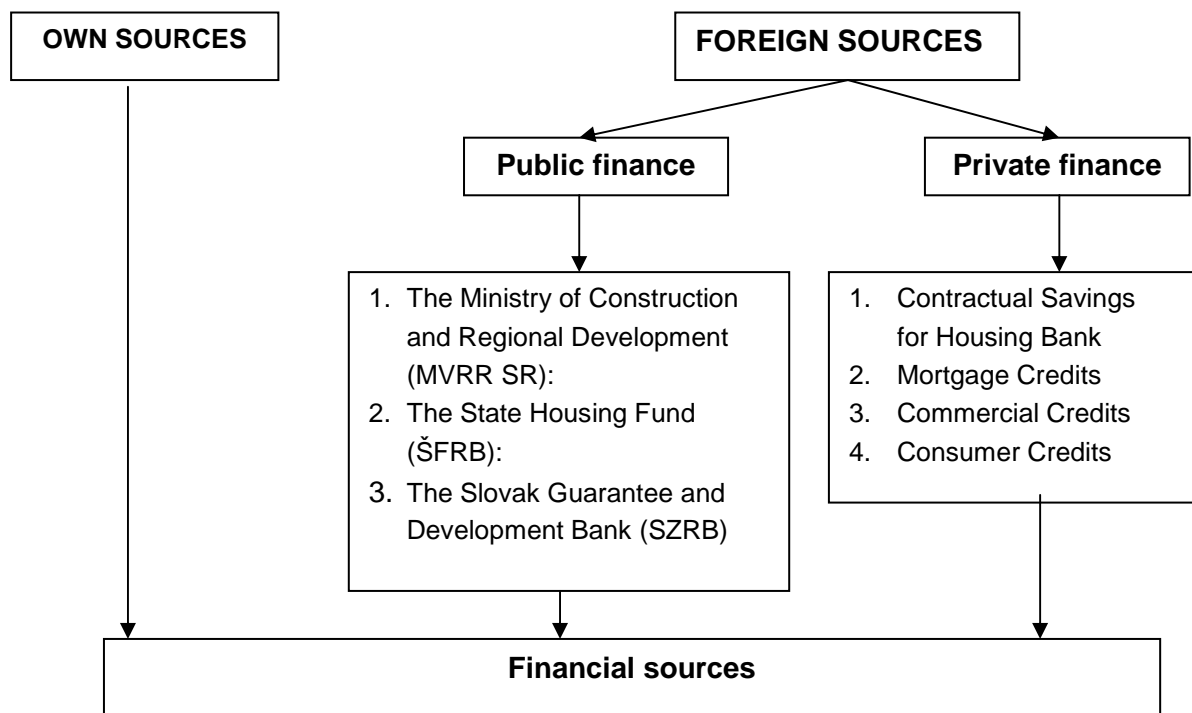 OWN SOURCES
FOREIGN SOURCES
Public finance
Private finance
1. The Ministry of Construction
and Regional Development
(MVRR SR):
2. The State Housing Fund
(ŠFRB):
3. The Slovak Guarantee and
Development Bank (SZRB)
1. Contractual Savings
for Housing Bank
2. Mortgage Credits
3. Commercial Credits
4. Consumer Credits
Financial sources